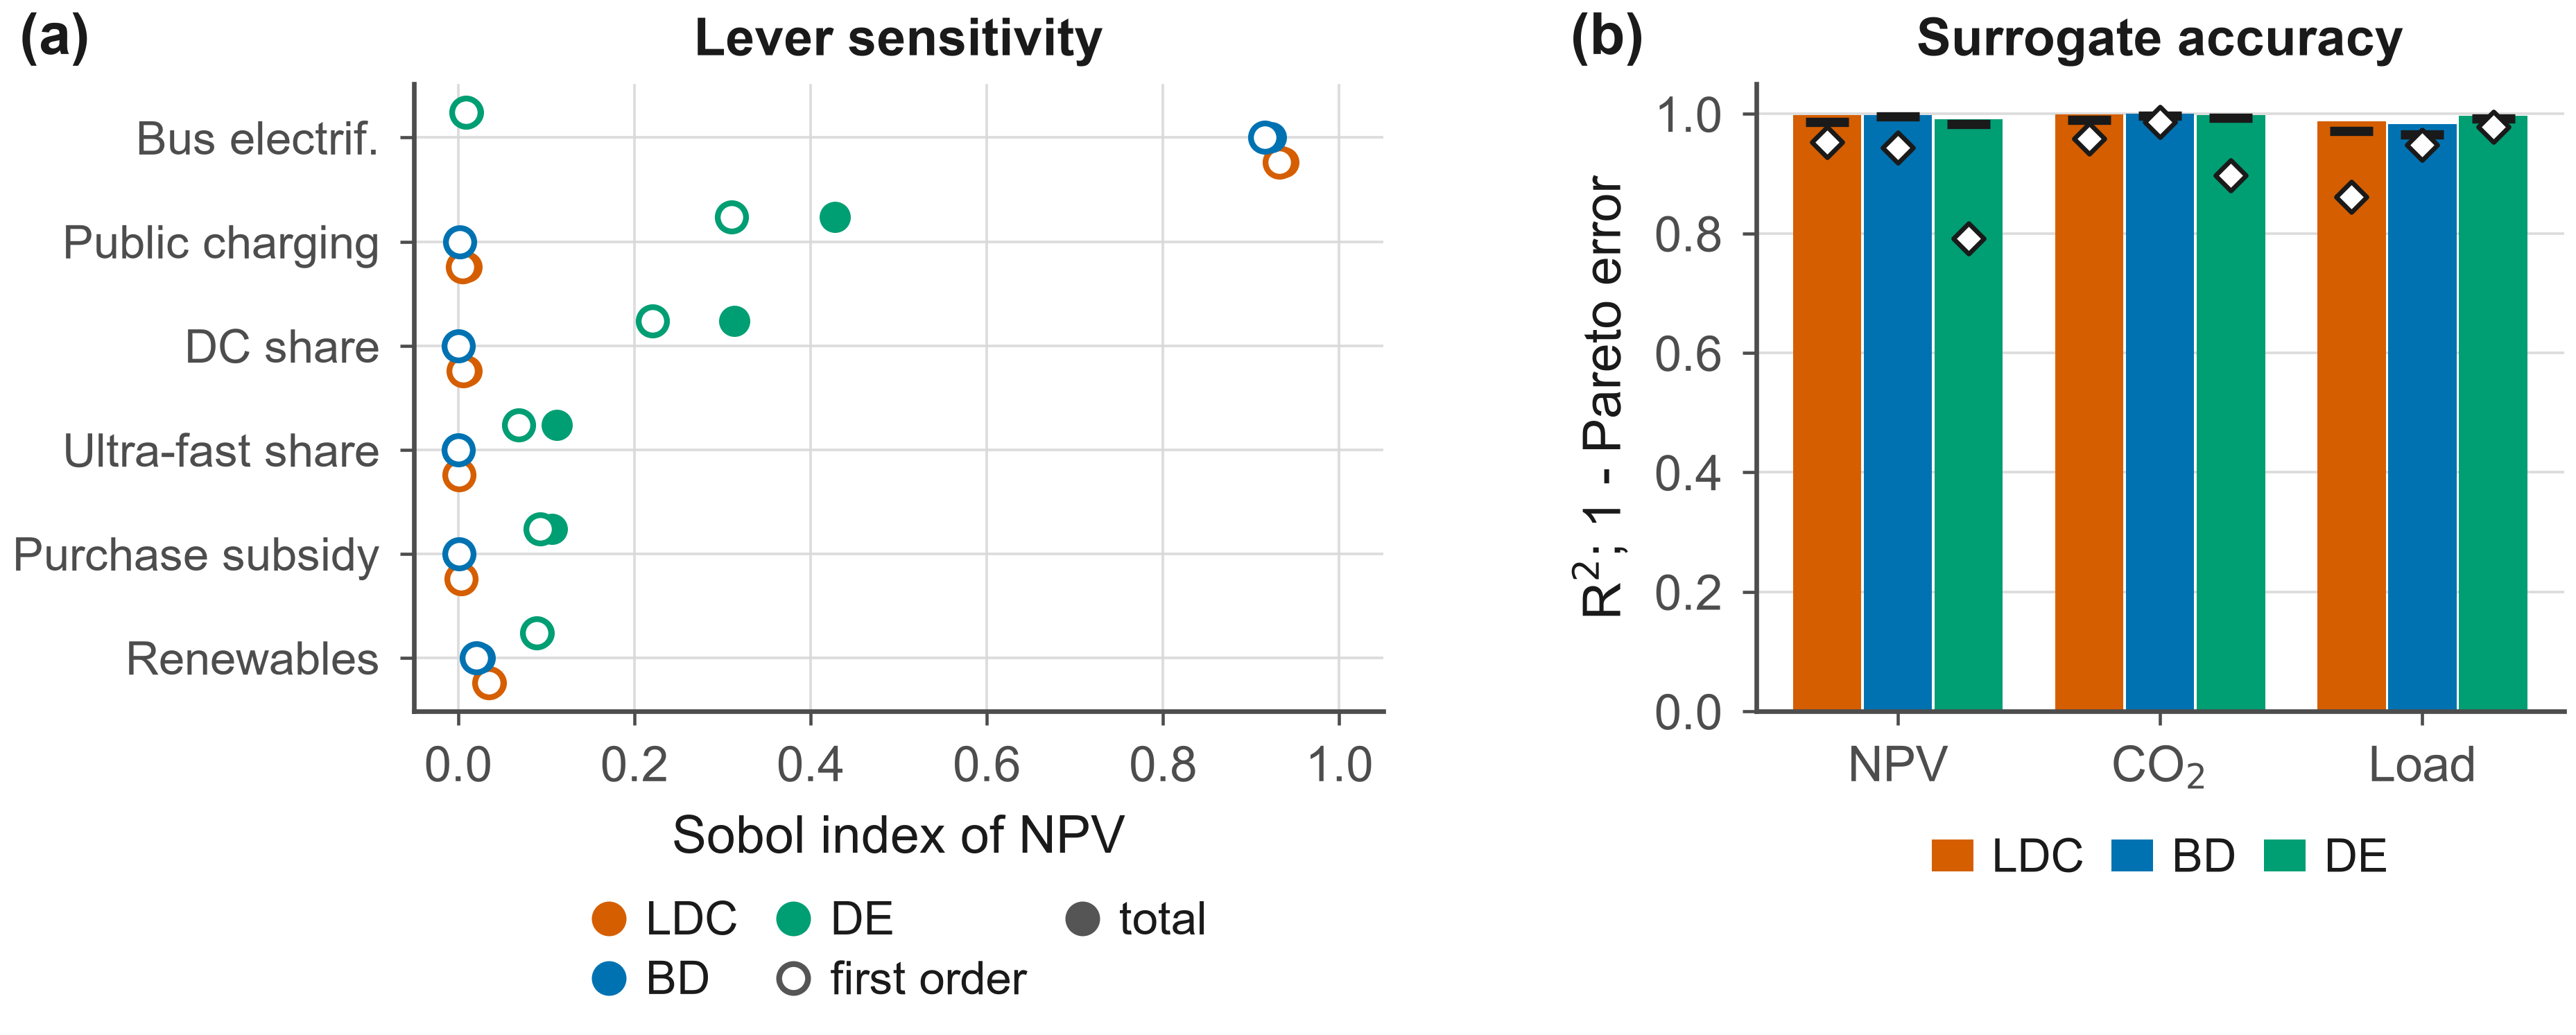 (a)
Lever sensitivity
Bus electrif.
Public charging
DC share
Ultra-fast share
Purchase subsidy
Renewables
0.0 0.2 0.4 0.6 0.8 1.0
Sobol index of NPV
LDC DE total
BD first order
(b)
Surrogate accuracy
R²; 1 - Pareto error
1.0
0.8
0.6
0.4
0.2
0.0
NPV CO₂ Load
LDC BD DE